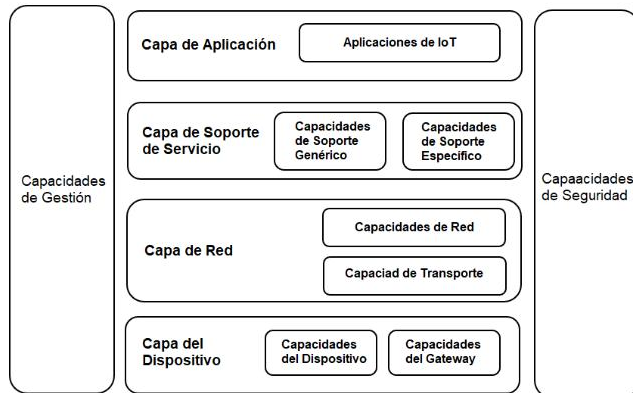 Capacidades
de Gestión
Capa de Aplicación
Aplicaciones de IoT
Capa de Soporte
de Servicio
Capacidades
de Soporte
Genérico
Capacidades
de Soporte
Específico
Capa de Red
Capacidades de Red
Capaciad de Transporte
Capa del
Dispositivo
Capacidades
del Dispositivo
Capacidades
del Gateway
Capaacidades
de Seguridad